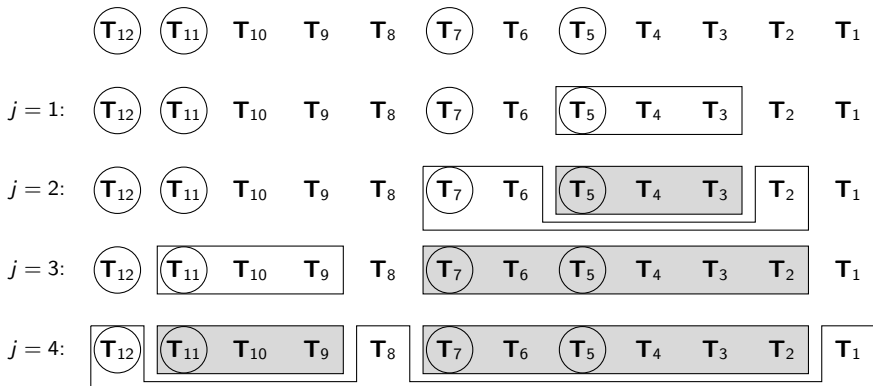 T₁₂ T₁₁ T₁₀ T₉ T₈ T₇ T₆ T₅ T₄ T₃ T₂ T₁
j = 1: T₁₂ T₁₁ T₁₀ T₉ T₈ T₇ T₆ T₅ T₄ T₃ T₂ T₁
j = 2: T₁₂ T₁₁ T₁₀ T₉ T₈ T₇ T₆ T₅ T₄ T₃ T₂ T₁
j = 3: T₁₂ T₁₁ T₁₀ T₉ T₈ T₇ T₆ T₅ T₄ T₃ T₂ T₁
j = 4: T₁₂ T₁₁ T₁₀ T₉ T₈ T₇ T₆ T₅ T₄ T₃ T₂ T₁